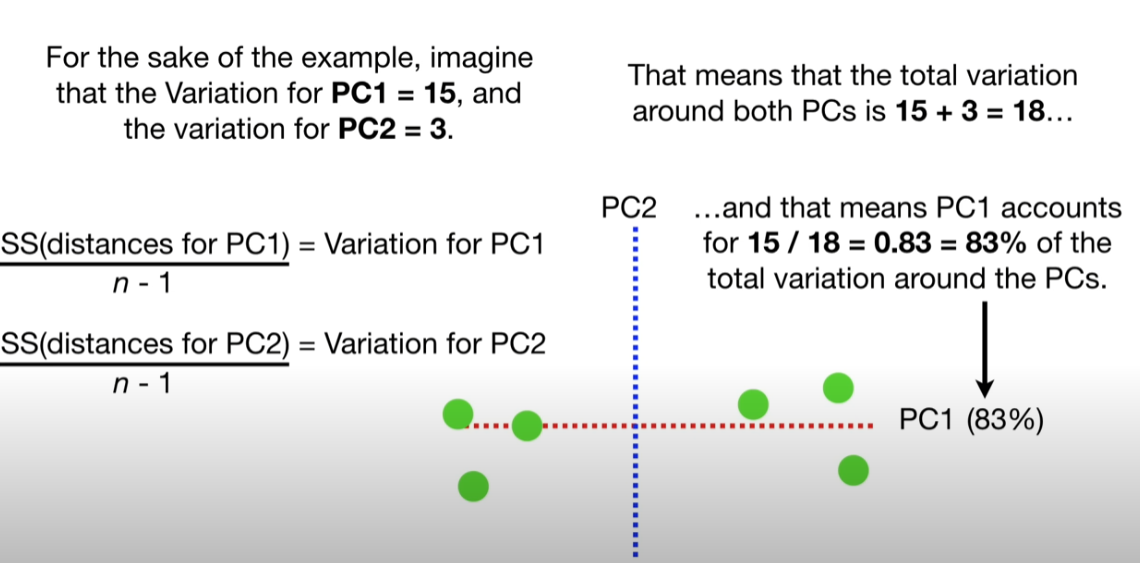 For the sake of the example, imagine
that the Variation for PC1 = 15, and
the variation for PC2 = 3.
That means that the total variation
around both PCs is 15 + 3 = 18…
SS(distances for PC1) = Variation for PC1
n - 1
SS(distances for PC2) = Variation for PC2
n - 1
PC2
…and that means PC1 accounts
for 15 / 18 = 0.83 = 83% of the
total variation around the PCs.
PC1 (83%)